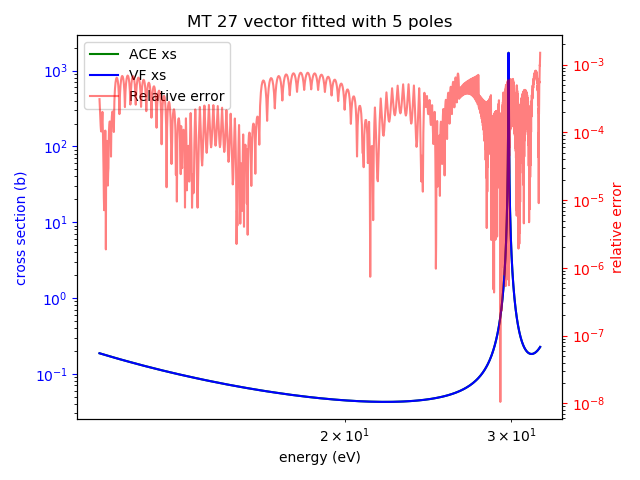 MT 27 vector fitted with 5 poles
ACE xs
VF xs
Relative error
cross section (b)
10³
10²
10¹
10⁰
10⁻¹
10⁻³
10⁻⁴
10⁻⁵
10⁻⁶
10⁻⁷
10⁻⁸
relative error
2 × 10¹
3 × 10¹
energy (eV)